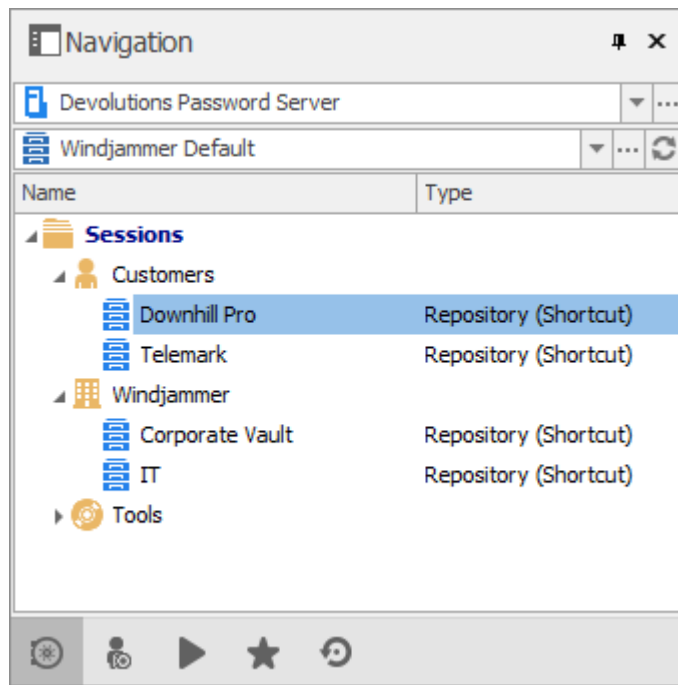 Navigation
Devolutions Password Server
Windjammer Default
Name Type
Sessions
Customers
Downhill Pro Repository (Shortcut)
Telemark Repository (Shortcut)
Windjammer
Corporate Vault Repository (Shortcut)
IT Repository (Shortcut)
Tools